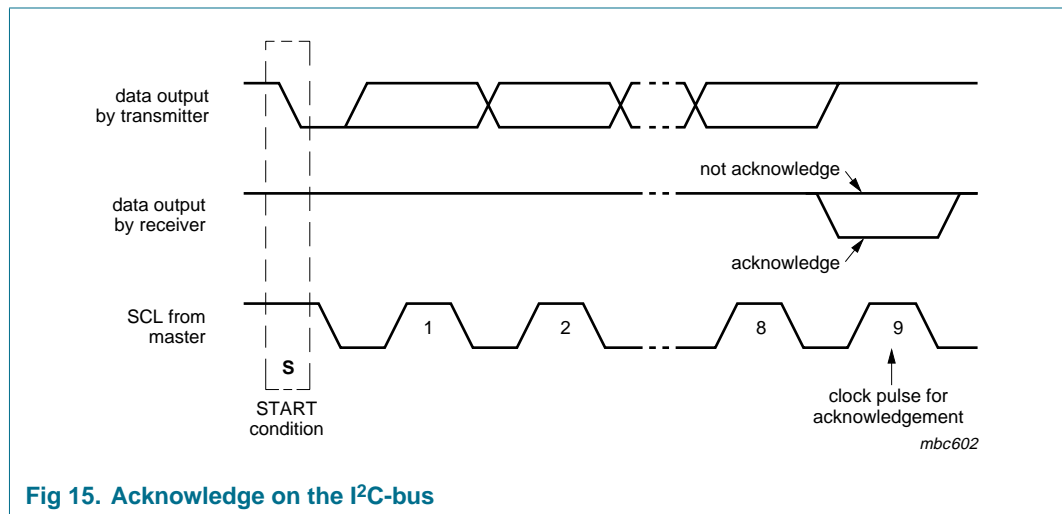 data output
by transmitter
not acknowledge
data output
by receiver
acknowledge
SCL from
master
1
2
8
9
S
START
condition
clock pulse for
acknowledgement
mbc602
Fig 15. Acknowledge on the I²C-bus